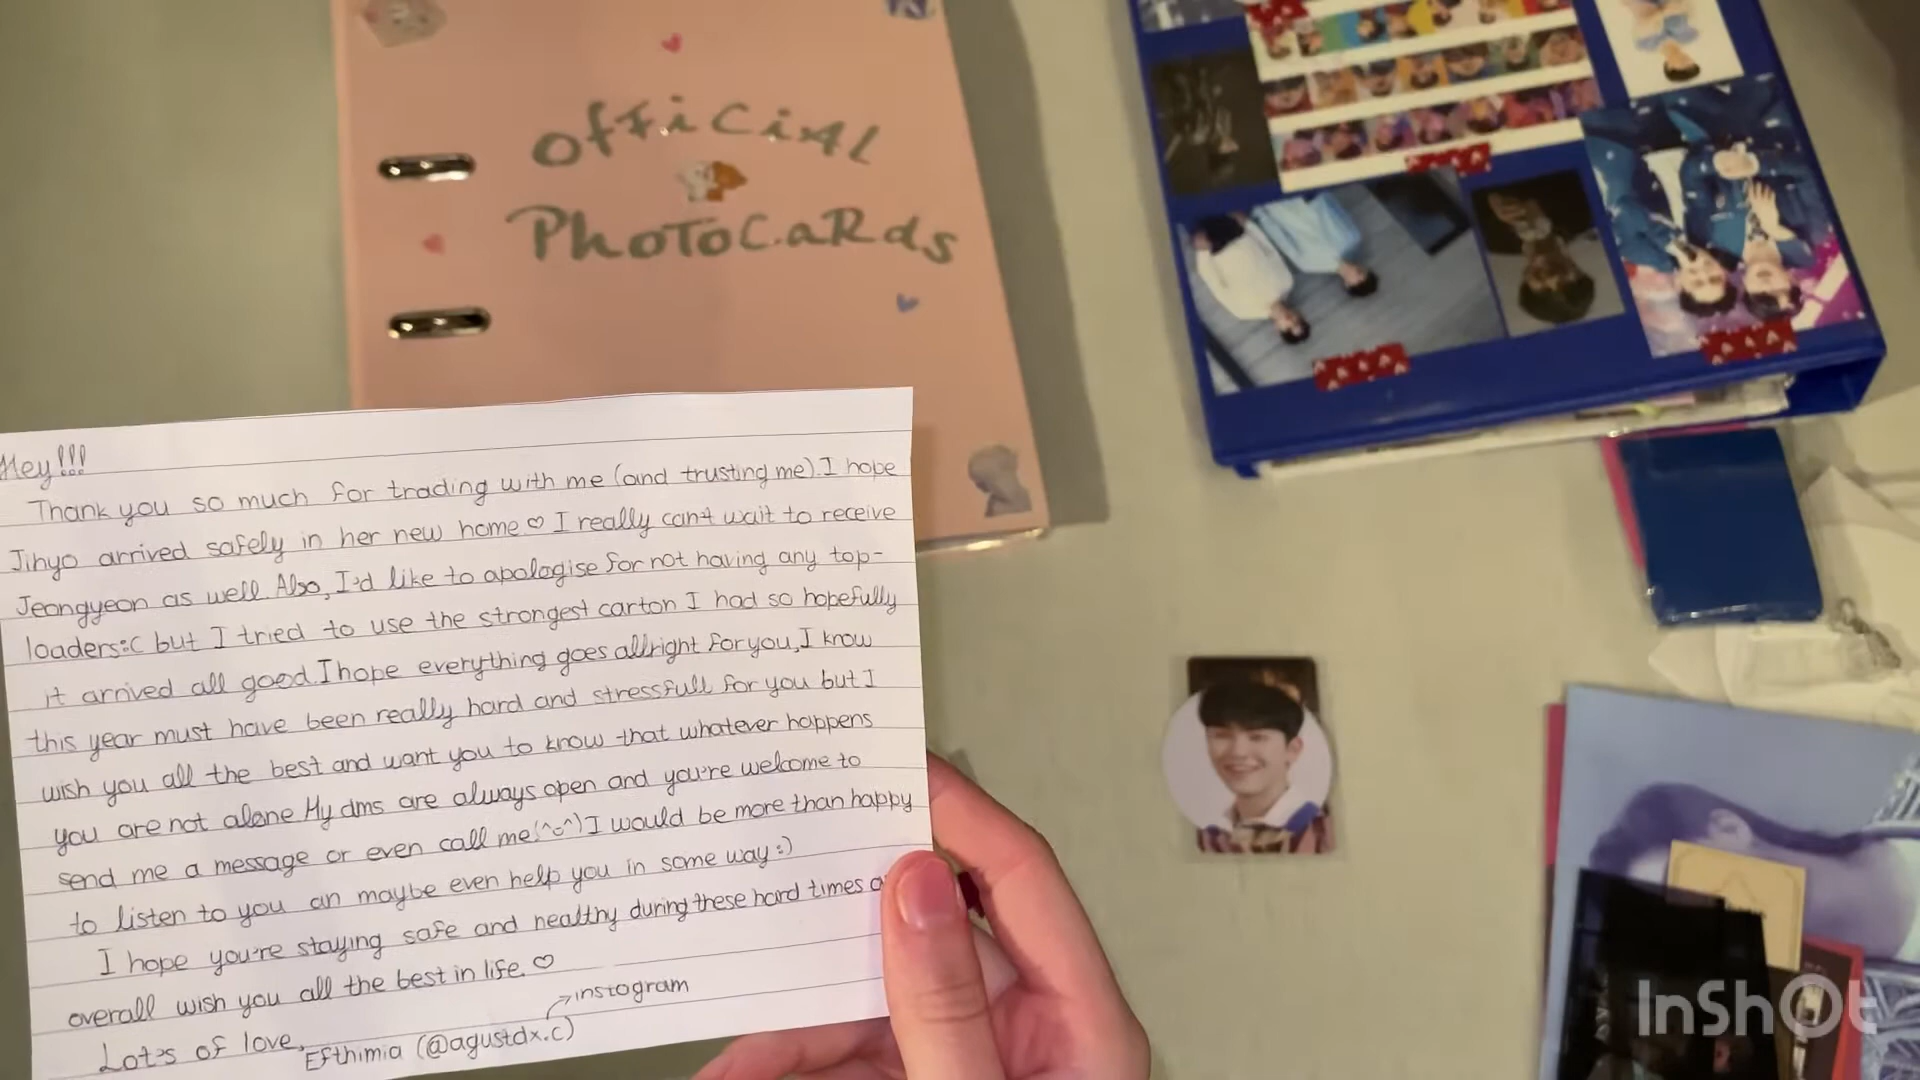 OFFiCiAL
PHOTOCaRds
Hey!!!
Thank you so much for trading with me (and trusting me). I hope
Jihyo arrived safely in her new home ♡ I really can't wait to receive
Jeongyeon as well. Also, I'd like to apologise for not having any top-
loaders:C but I tried to use the strongest carton I had so hopefully
it arrived all good. I hope everything goes allright for you, I know
this year must have been really hard and stressfull for you but I
wish you all the best and want you to know that whatever happens
you are not alone. My dms are always open and you're welcome to
send me a message or even call me!(^o^) I would be more than happy
to listen to you an maybe even help you in some way :)
I hope you're staying safe and healthy during these hard times
overall wish you all the best in life. ♡
Lot's of love,
Efthimia (@agustdx.c)
→instagram
InShOt